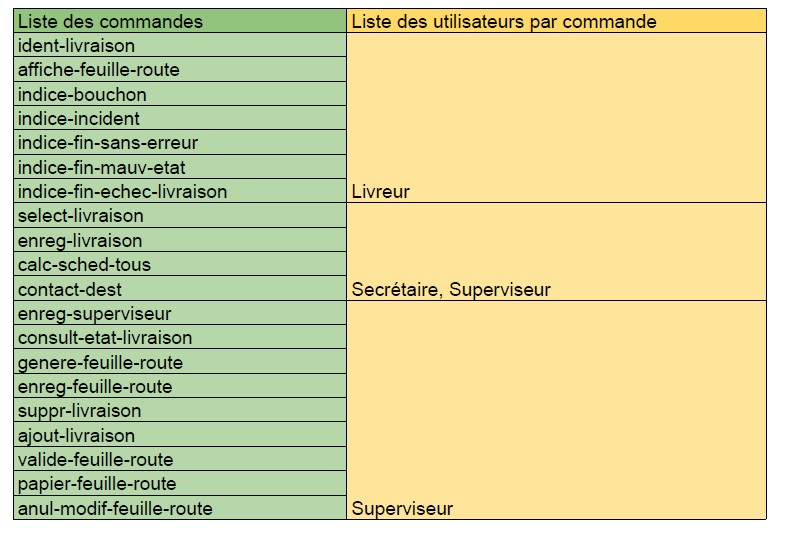 Liste des commandes Liste des utilisateurs par commande
ident-livraison
affiche-feuille-route
indice-bouchon
indice-incident
indice-fin-sans-erreur
indice-fin-mauv-etat
indice-fin-echec-livraison Livreur
select-livraison
enreg-livraison
calc-sched-tous
contact-dest Secrétaire, Superviseur
enreg-superviseur
consult-etat-livraison
genere-feuille-route
enreg-feuille-route
suppr-livraison
ajout-livraison
valide-feuille-route
papier-feuille-route
anul-modif-feuille-route Superviseur